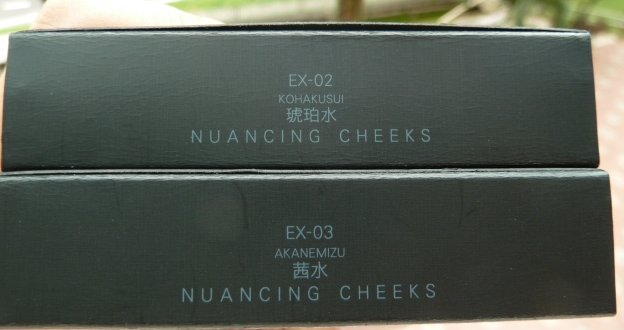 EX-02
KOHAKUSUI
琥珀水
NUANCING CHEEKS
EX-03
AKANEMIZU
茜水
NUANCING CHEEKS